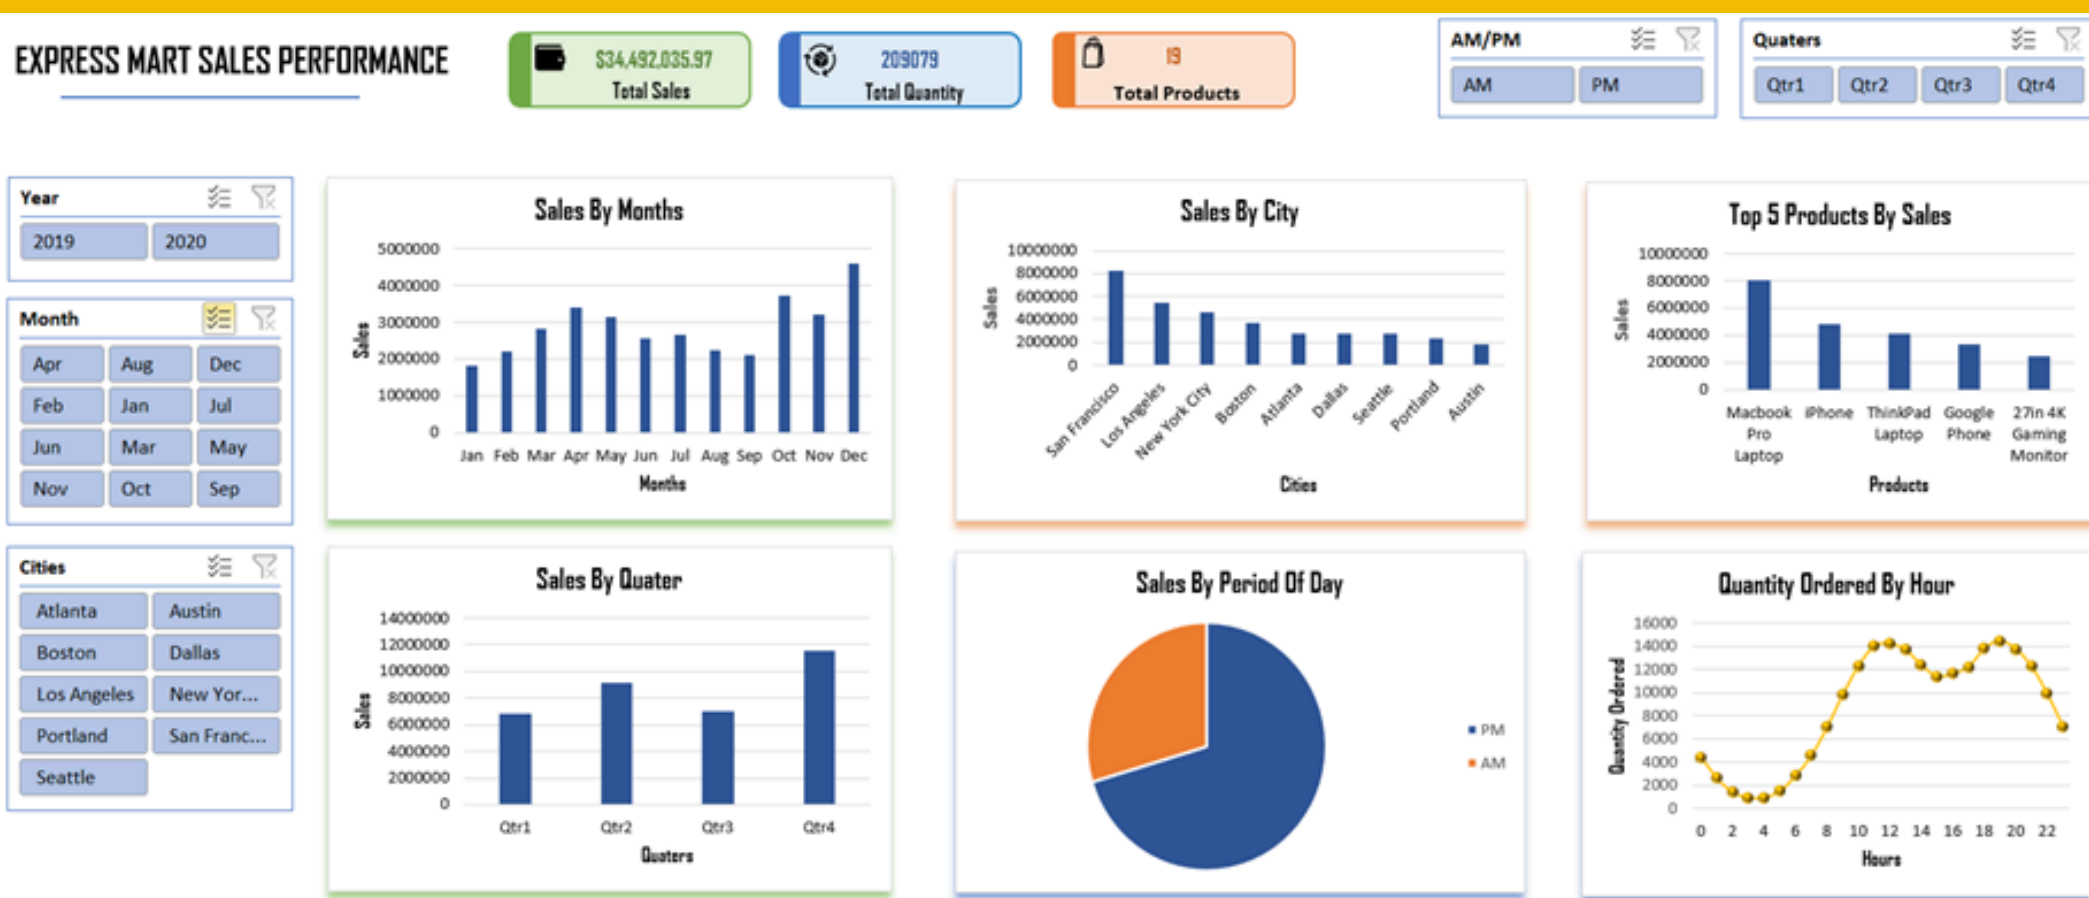 EXPRESS MART SALES PERFORMANCE
$34,492,035.97
Total Sales
209079
Total Quantity
19
Total Products
AM/PM
AM PM
Quaters
Qtr1 Qtr2 Qtr3 Qtr4
Year
2019 2020
Month
Apr Aug Dec
Feb Jan Jul
Jun Mar May
Nov Oct Sep
Cities
Atlanta Austin
Boston Dallas
Los Angeles New Yor...
Portland San Franc...
Seattle
Sales By Months
5000000
4000000
3000000
2000000
1000000
0
Sales
Jan Feb Mar Apr May Jun Jul Aug Sep Oct Nov Dec
Months
Sales By City
10000000
8000000
6000000
4000000
2000000
0
Sales
San Francisco
Los Angeles
New York City
Boston
Atlanta
Dallas
Seattle
Portland
Austin
Cities
Top 5 Products By Sales
10000000
8000000
6000000
4000000
2000000
0
Sales
Macbook
Pro
Laptop
iPhone
ThinkPad
Laptop
Google
Phone
27in 4K
Gaming
Monitor
Products
Sales By Quater
14000000
12000000
10000000
8000000
6000000
4000000
2000000
0
Sales
Qtr1 Qtr2 Qtr3 Qtr4
Quaters
Sales By Period Of Day
PM
AM
Quantity Ordered By Hour
16000
14000
12000
10000
8000
6000
4000
2000
0
Quantity Ordered
0 2 4 6 8 10 12 14 16 18 20 22
Hours